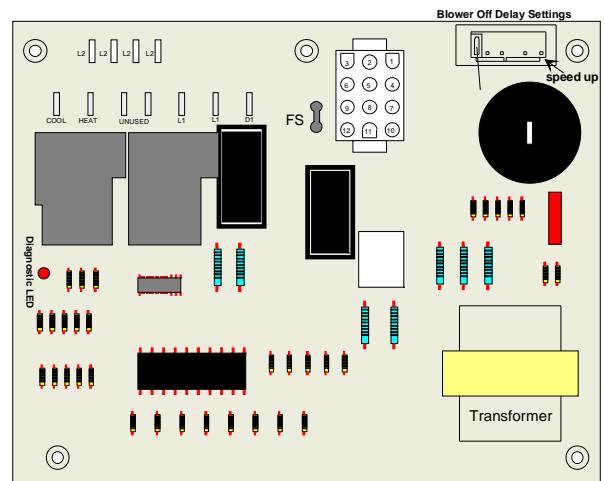 Blower Off Delay Settings
speed up
L2 L2 L2 L2
COOL HEAT UNUSED L1 L1 D1
FS
3 2 1
6 5 4
9 8 7
12 11 10
Diagnostic LED
Transformer